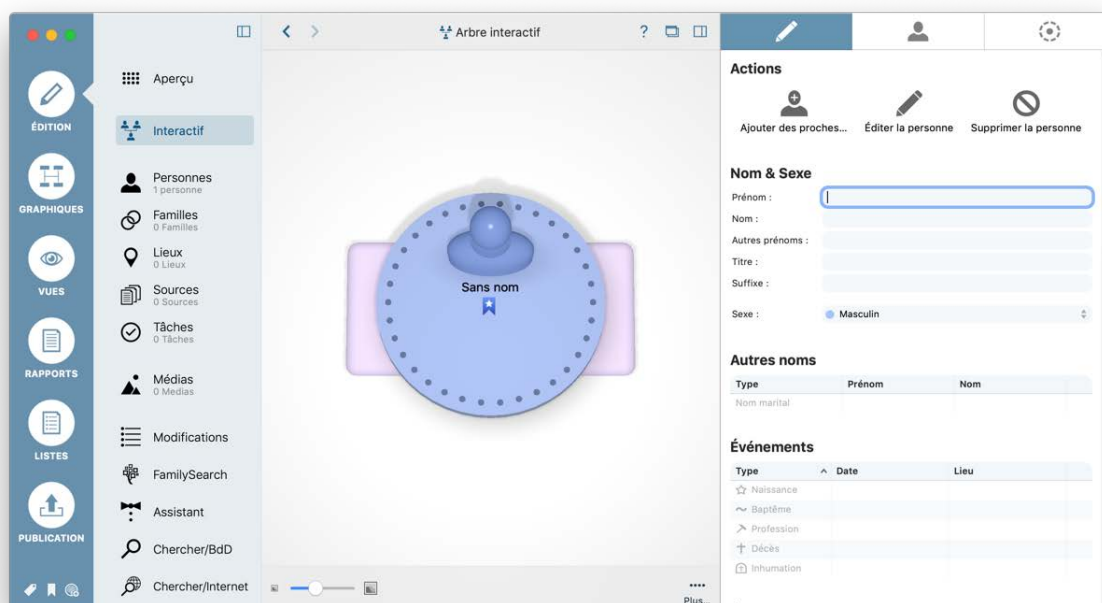 ÉDITION
GRAPHIQUES
VUES
RAPPORTS
LISTES
PUBLICATION
Aperçu
Interactif
Personnes
1 personne
Familles
0 Familles
Lieux
0 Lieux
Sources
0 Sources
Tâches
0 Tâches
Médias
0 Medias
Modifications
FamilySearch
Assistant
Chercher/BdD
Chercher/Internet
Arbre interactif
?
Sans nom
Plus...
Actions
Ajouter des proches... Éditer la personne Supprimer la personne
Nom & Sexe
Prénom :
Nom :
Autres prénoms :
Titre :
Suffixe :
Sexe : Masculin
Autres noms
Type Prénom Nom
Nom marital
Événements
Type Date Lieu
Naissance
Baptême
Profession
Décès
Inhumation